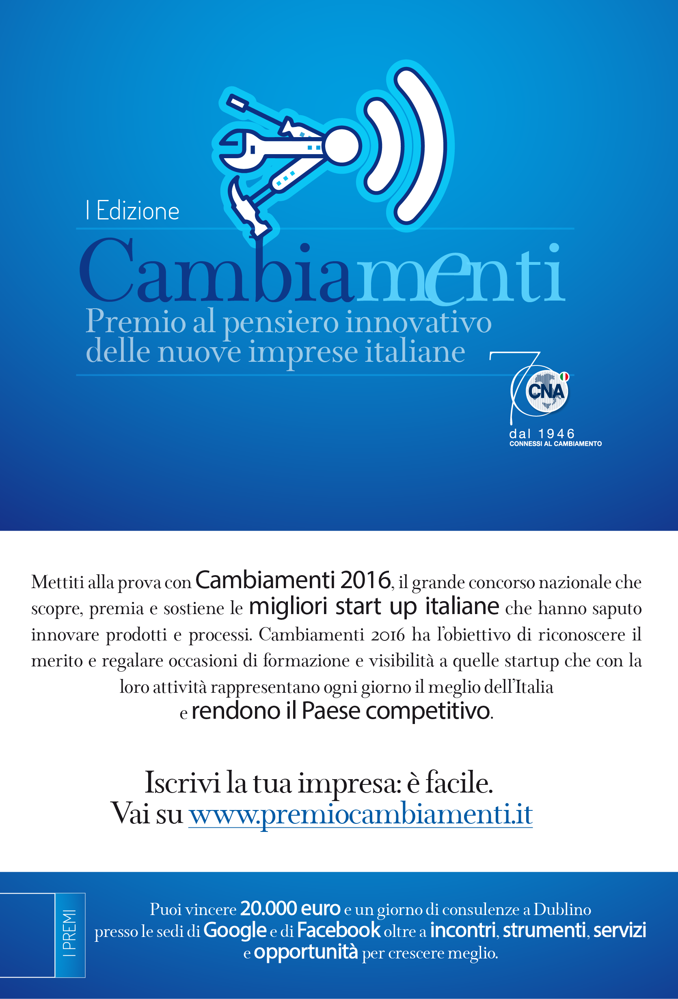 I Edizione
Cambiamenti
Premio al pensiero innovativo
delle nuove imprese italiane
70
CNA
dal 1946
CONNESSI AL CAMBIAMENTO
Mettiti alla prova con Cambiamenti 2016, il grande concorso nazionale che
scopre, premia e sostiene le migliori start up italiane che hanno saputo
innovare prodotti e processi. Cambiamenti 2016 ha l’obiettivo di riconoscere il
merito e regalare occasioni di formazione e visibilità a quelle startup che con la
loro attività rappresentano ogni giorno il meglio dell’Italia
e rendono il Paese competitivo.
Iscrivi la tua impresa: è facile.
Vai su www.premiocambiamenti.it
I PREMI
Puoi vincere 20.000 euro e un giorno di consulenze a Dublino
presso le sedi di Google e di Facebook oltre a incontri, strumenti, servizi
e opportunità per crescere meglio.